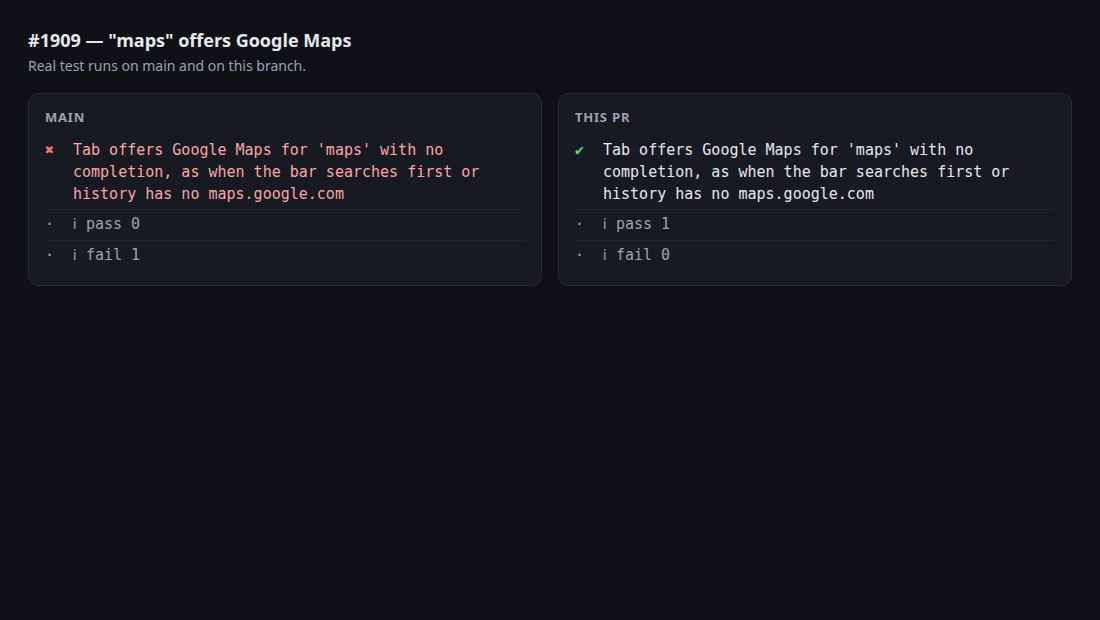 #1909 — "maps" offers Google Maps
Real test runs on main and on this branch.
MAIN
✖ Tab offers Google Maps for 'maps' with no
completion, as when the bar searches first or
history has no maps.google.com
· ℹ pass 0
· ℹ fail 1
THIS PR
✔ Tab offers Google Maps for 'maps' with no
completion, as when the bar searches first or
history has no maps.google.com
· ℹ pass 1
· ℹ fail 0